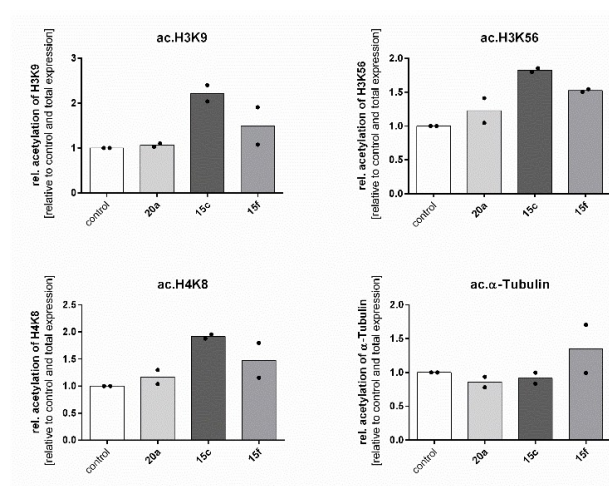 ac.H3K9
rel. acetylation of H3K9
[relative to control and total expression]
3
2
1
0
control
20a
15c
15f
ac.H3K56
rel. acetylation of H3K56
[relative to control and total expression]
2.0
1.5
1.0
0.5
0.0
control
20a
15c
15f
ac.H4K8
rel. acetylation of H4K8
[relative to control and total expression]
2.5
2.0
1.5
1.0
0.5
0.0
control
20a
15c
15f
ac.α-Tubulin
rel. acetylation of α-Tubulin
[relative to control and total expression]
2.0
1.5
1.0
0.5
0.0
control
20a
15c
15f